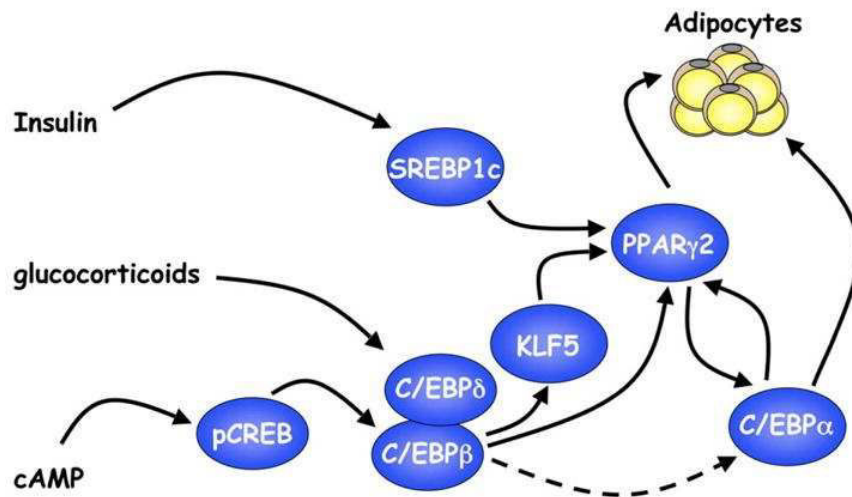 Adipocytes
Insulin
SREBP1c
PPARγ2
glucocorticoids
KLF5
C/EBPδ
pCREB
C/EBPβ
C/EBPα
cAMP